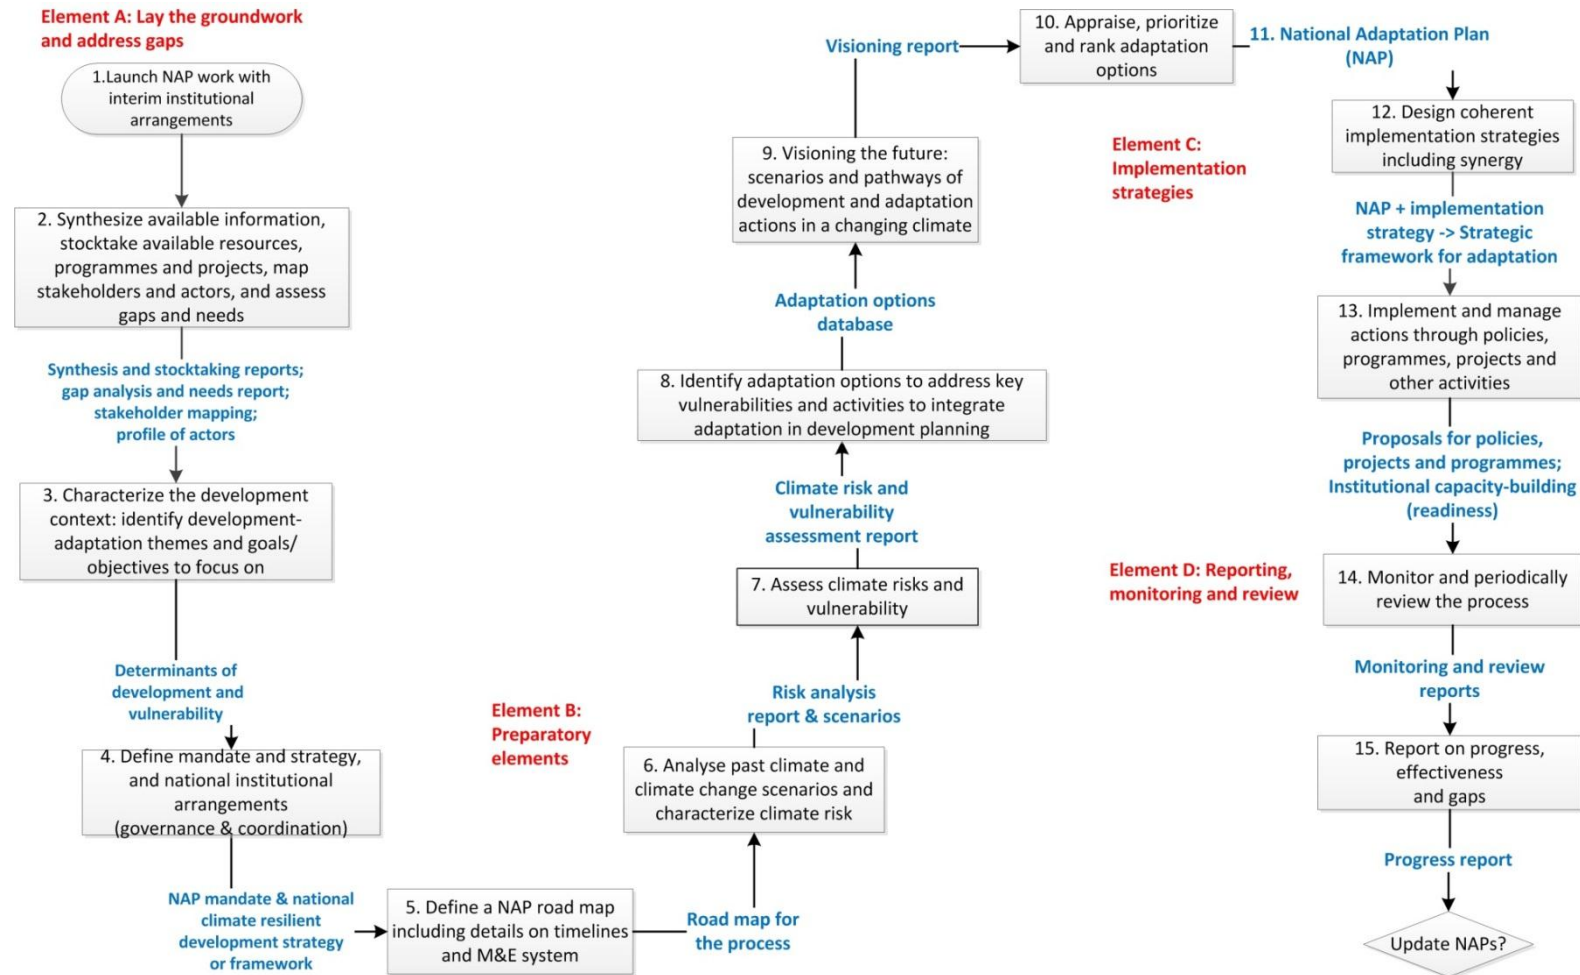 Element A: Lay the groundwork
and address gaps
1.Launch NAP work with
interim institutional
arrangements
2. Synthesize available information,
stocktake available resources,
programmes and projects, map
stakeholders and actors, and assess
gaps and needs
Synthesis and stocktaking reports;
gap analysis and needs report;
stakeholder mapping;
profile of actors
3. Characterize the development
context: identify development-
adaptation themes and goals/
objectives to focus on
Determinants of
development and
vulnerability
4. Define mandate and strategy,
and national institutional
arrangements
(governance & coordination)
NAP mandate & national
climate resilient
development strategy
or framework
5. Define a NAP road map
including details on timelines
and M&E system
Road map for
the process
Element B:
Preparatory
elements
6. Analyse past climate and
climate change scenarios and
characterize climate risk
Risk analysis
report & scenarios
7. Assess climate risks and
vulnerability
Climate risk and
vulnerability
assessment report
8. Identify adaptation options to address key
vulnerabilities and activities to integrate
adaptation in development planning
Adaptation options
database
9. Visioning the future:
scenarios and pathways of
development and adaptation
actions in a changing climate
Visioning report
10. Appraise, prioritize
and rank adaptation
options
11. National Adaptation Plan
(NAP)
Element C:
Implementation
strategies
12. Design coherent
implementation strategies
including synergy
NAP + implementation
strategy -> Strategic
framework for adaptation
13. Implement and manage
actions through policies,
programmes, projects and
other activities
Proposals for policies,
projects and programmes;
Institutional capacity-building
(readiness)
Element D: Reporting,
monitoring and review
14. Monitor and periodically
review the process
Monitoring and review
reports
15. Report on progress,
effectiveness
and gaps
Progress report
Update NAPs?